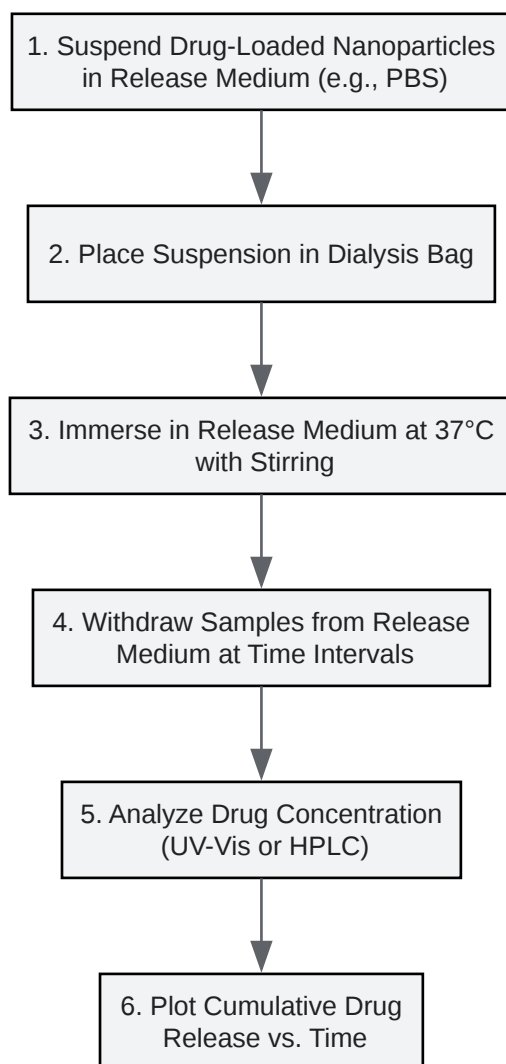 1. Suspend Drug-Loaded Nanoparticles
in Release Medium (e.g., PBS)
2. Place Suspension in Dialysis Bag
3. Immerse in Release Medium at 37°C
with Stirring
4. Withdraw Samples from Release
Medium at Time Intervals
5. Analyze Drug Concentration
(UV-Vis or HPLC)
6. Plot Cumulative Drug
Release vs. Time